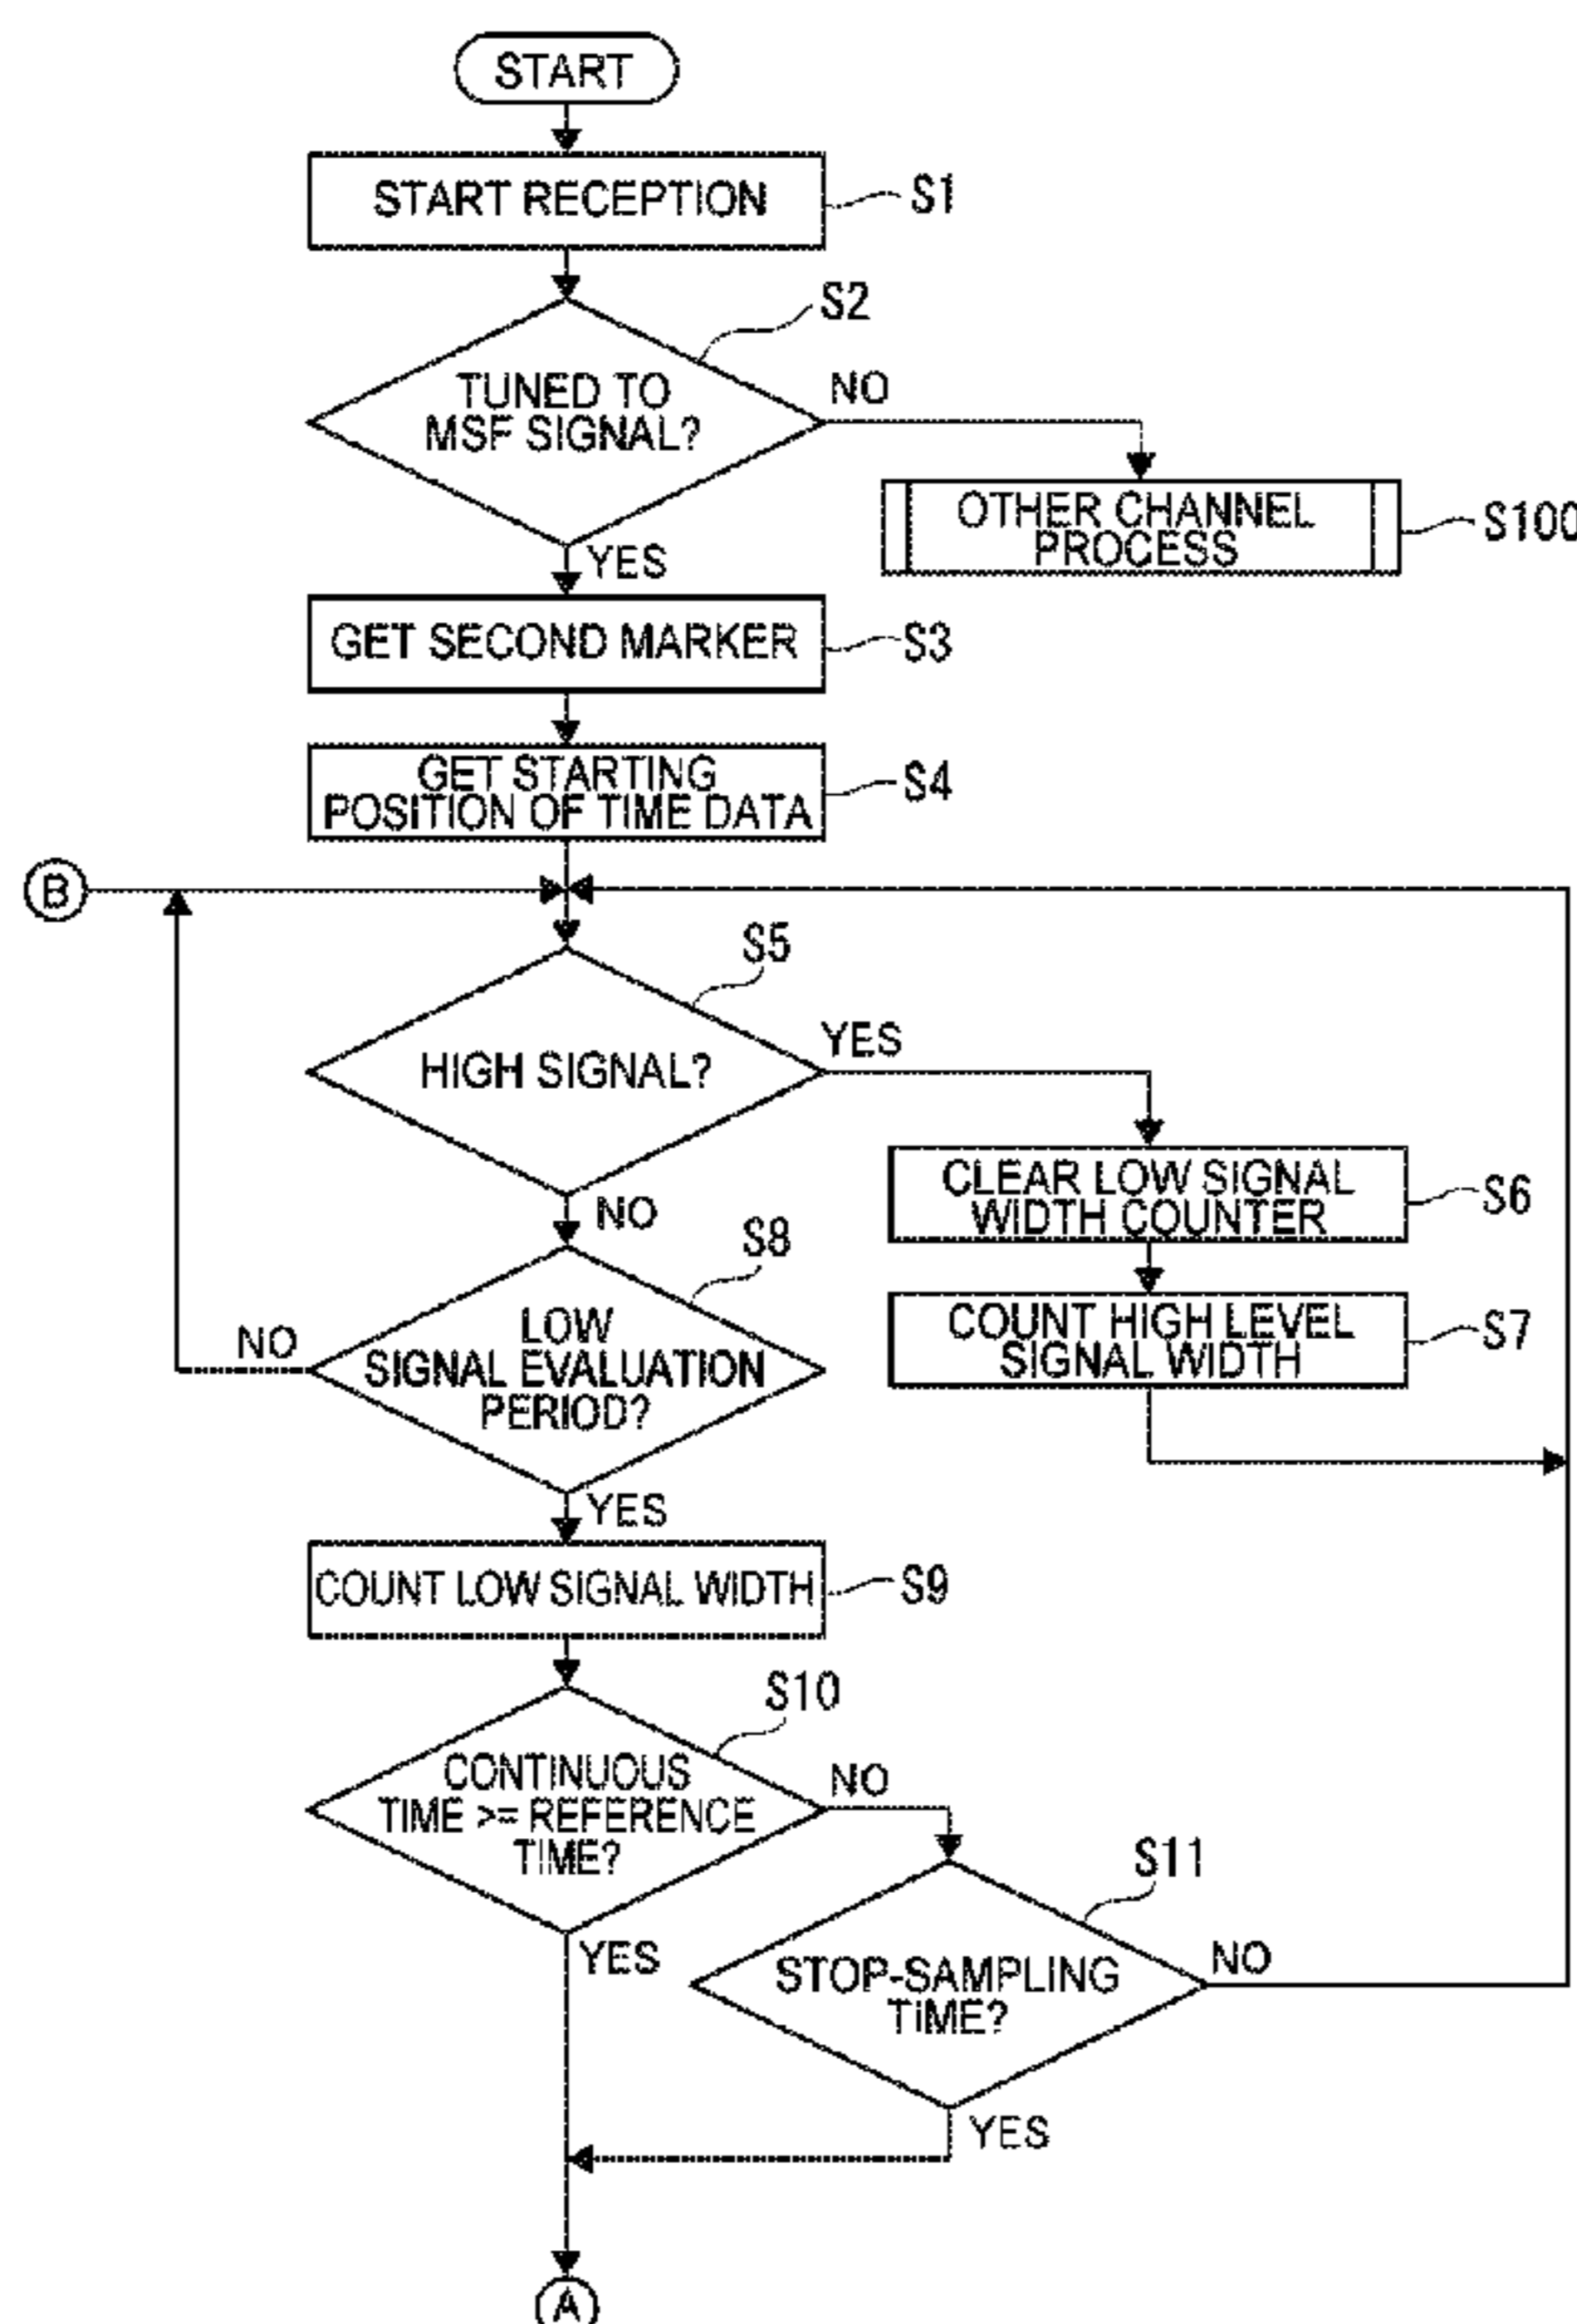 START
START RECEPTION
S1
S2
TUNED TO
MSF SIGNAL?
NO
OTHER CHANNEL
PROCESS
S100
YES
GET SECOND MARKER
S3
GET STARTING
POSITION OF TIME DATA
S4
B
S5
HIGH SIGNAL?
YES
CLEAR LOW SIGNAL
WIDTH COUNTER
S6
NO
S8
COUNT HIGH LEVEL
SIGNAL WIDTH
S7
NO
LOW
SIGNAL EVALUATION
PERIOD?
YES
COUNT LOW SIGNAL WIDTH
S9
S10
CONTINUOUS
TIME >= REFERENCE
TIME?
NO
S11
YES
STOP-SAMPLING
TIME?
NO
YES
A